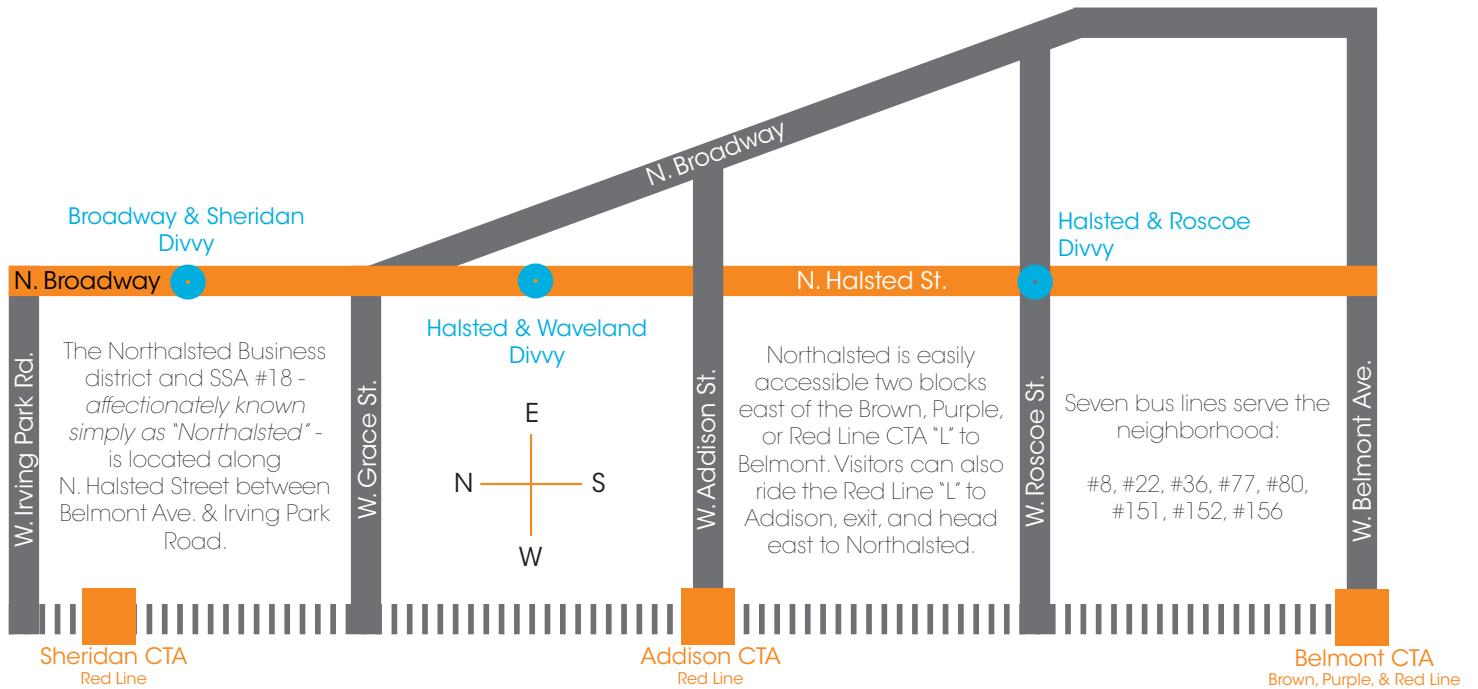 N. Broadway
Broadway & Sheridan
Divvy
Halsted & Roscoe
Divvy
N. Broadway
N. Halsted St.
Halsted & Waveland
Divvy
W. Irving Park Rd.
The Northalsted Business
district and SSA #18 -
affectionately known
simply as "Northalsted" -
is located along
N. Halsted Street between
Belmont Ave. & Irving Park
Road.
W. Grace St.
E
N
S
W
W. Addison St.
Northalsted is easily
accessible two blocks
east of the Brown, Purple,
or Red Line CTA "L" to
Belmont. Visitors can also
ride the Red Line "L" to
Addison, exit, and head
east to Northalsted.
W. Roscoe St.
Seven bus lines serve the
neighborhood:
#8, #22, #36, #77, #80,
#151, #152, #156
W. Belmont Ave.
Sheridan CTA
Red Line
Addison CTA
Red Line
Belmont CTA
Brown, Purple, & Red Line